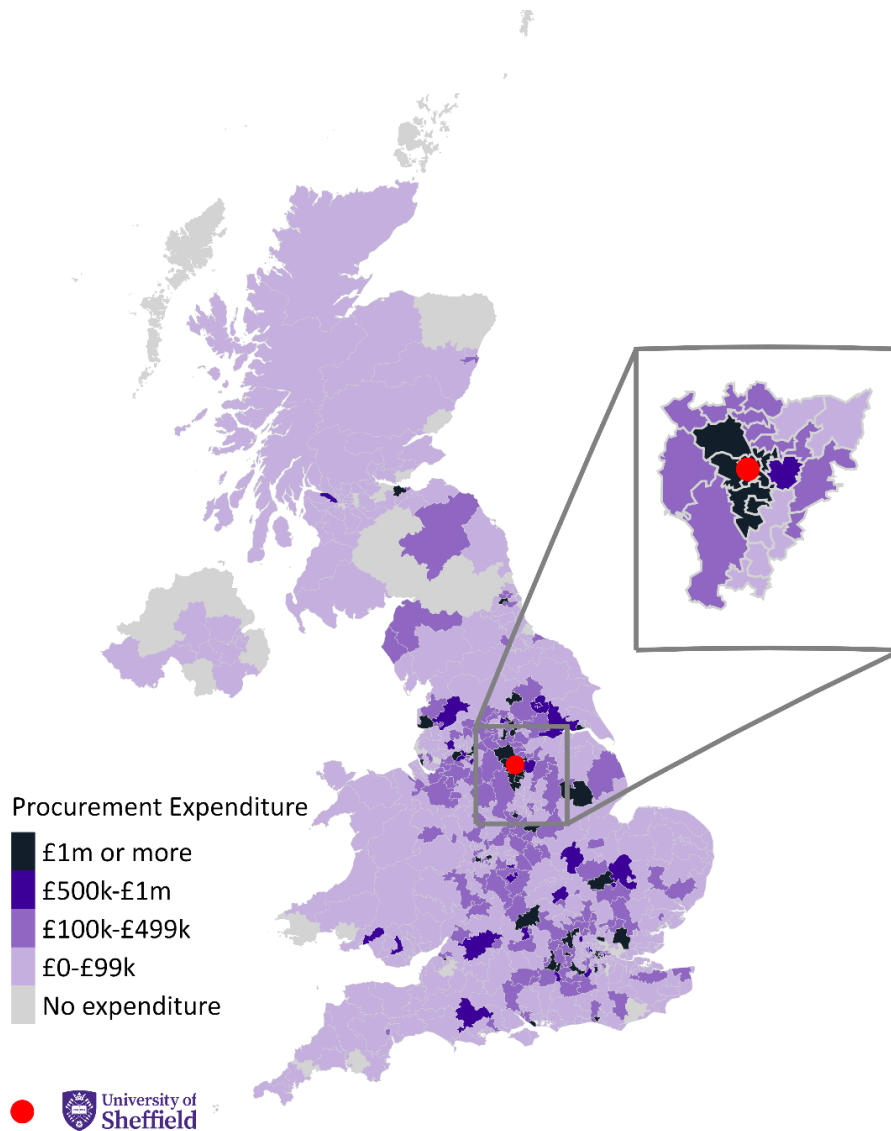 Procurement Expenditure
£1m or more
£500k-£1m
£100k-£499k
£0-£99k
No expenditure
University of
Sheffield